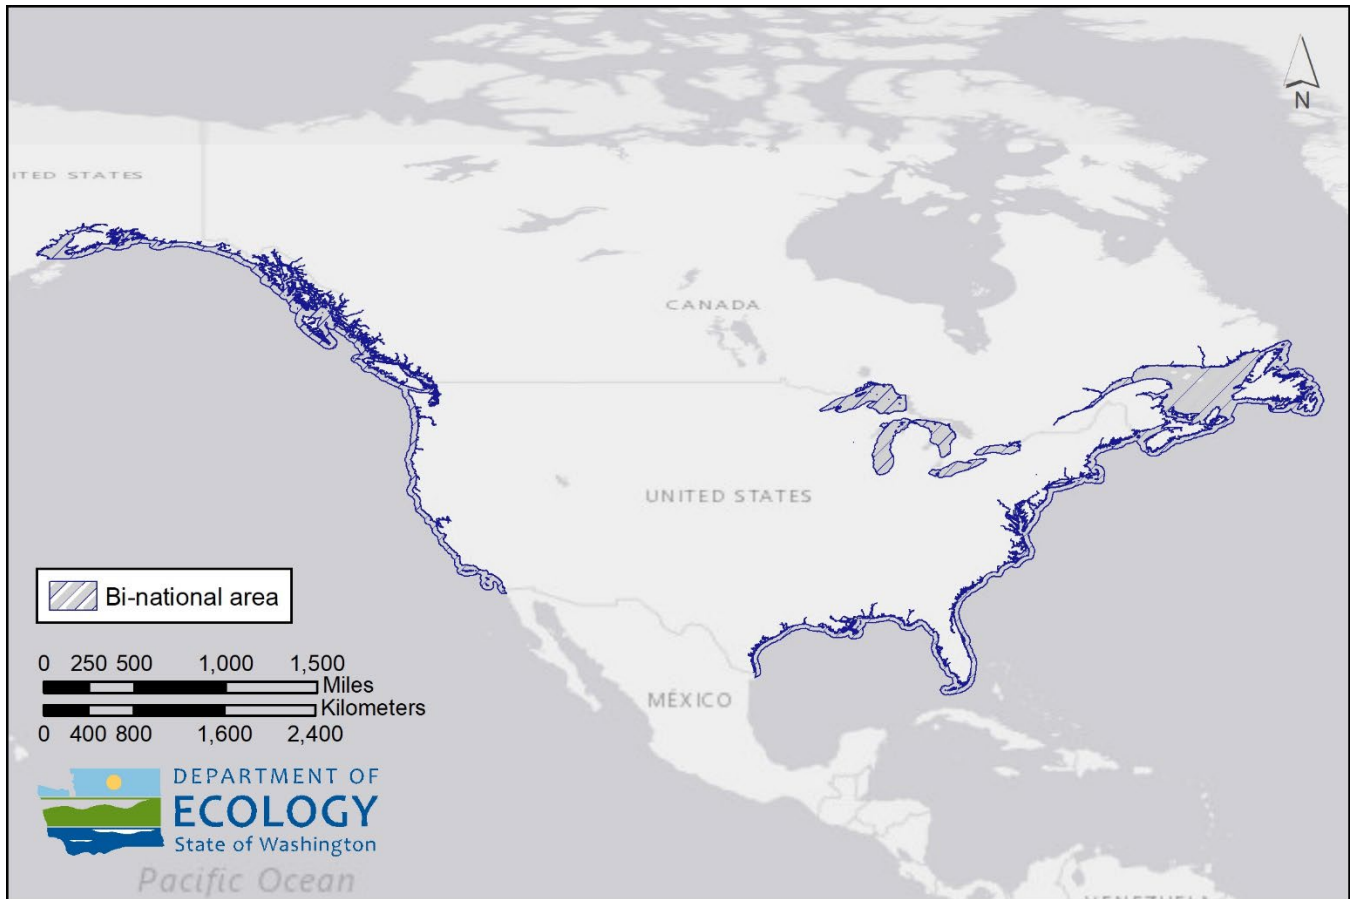 N
ITED STATES
CANADA
UNITED STATES
Bi-national area
0 250 500 1,000 1,500
Miles
Kilometers
0 400 800 1,600 2,400
MÉXICO
DEPARTMENT OF
ECOLOGY
State of Washington
Pacific Ocean
VENEZUELA